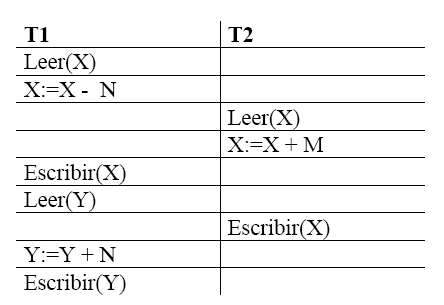 T1 T2
Leer(X)
X:=X - N
Leer(X)
X:=X + M
Escribir(X)
Leer(Y)
Escribir(X)
Y:=Y + N
Escribir(Y)